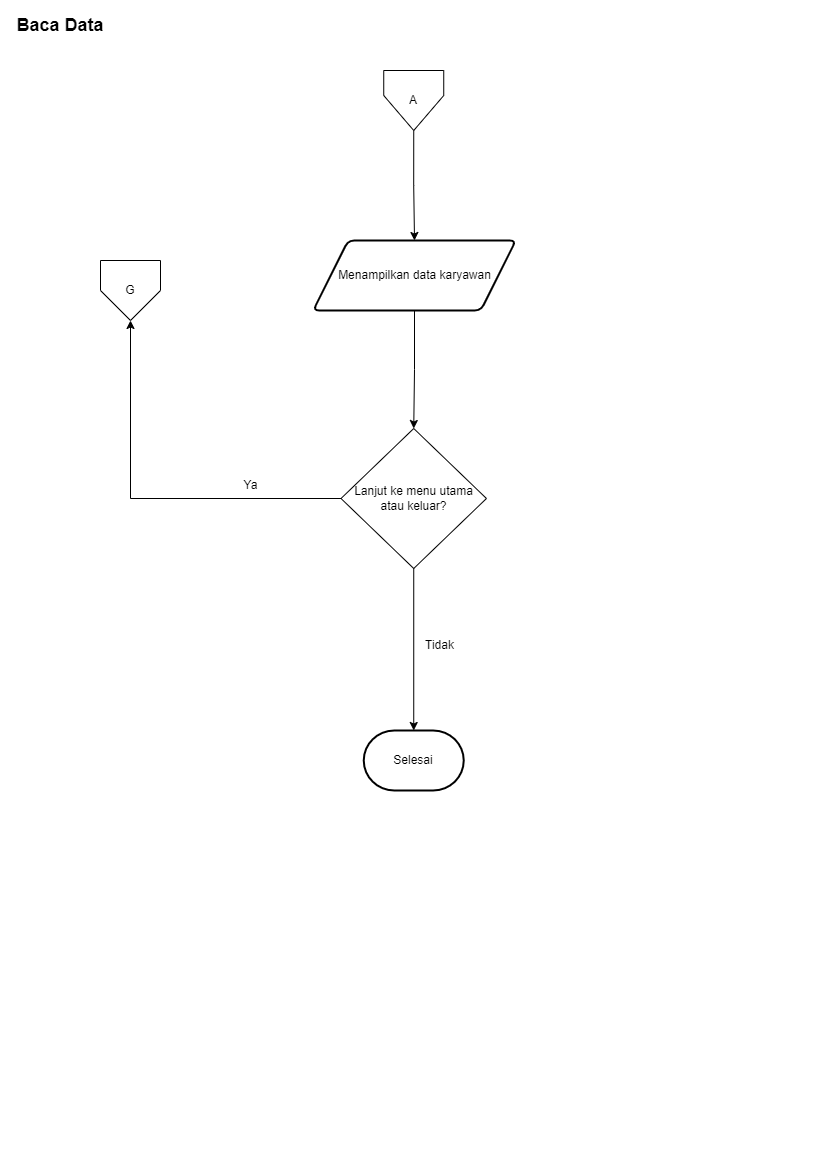 Baca Data
A
Menampilkan data karyawan
G
Lanjut ke menu utama
atau keluar?
Ya
Tidak
Selesai